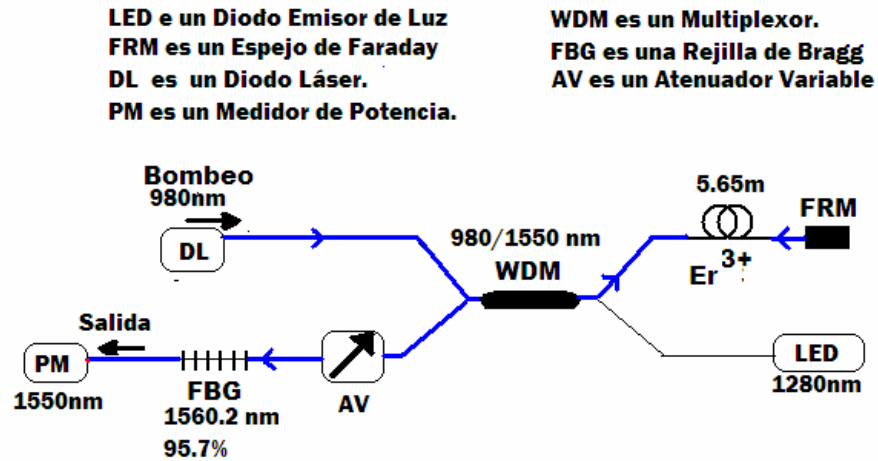 LED e un Diodo Emisor de Luz
FRM es un Espejo de Faraday
DL es un Diodo Láser.
PM es un Medidor de Potencia.
WDM es un Multiplexor.
FBG es una Rejilla de Bragg
AV es un Atenuador Variable
Bombeo
980nm
DL
980/1550 nm
WDM
5.65m
Er 3+
FRM
Salida
PM
1550nm
FBG
1560.2 nm
95.7%
AV
LED
1280nm